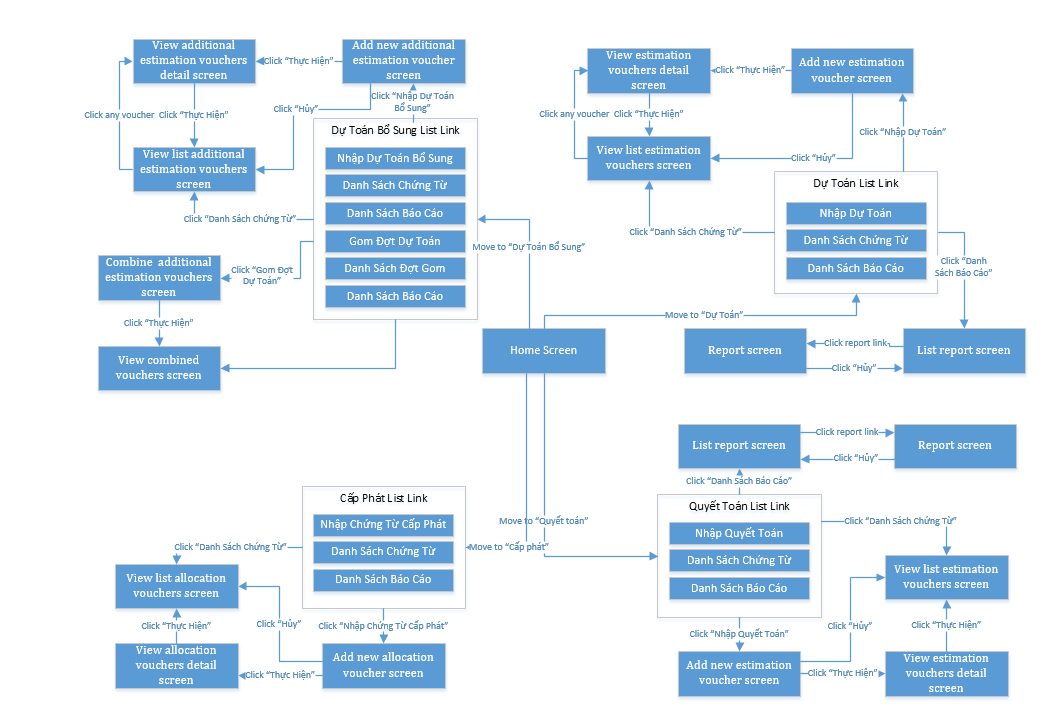 View additional
estimation vouchers
detail screen
Click “Thực Hiện”
Add new additional
estimation voucher
screen
Click “Nhập Dự Toán
Bổ Sung”
Click “Hủy”
Click any voucher
Click “Thực Hiện”
View list additional
estimation vouchers
screen
Click “Danh Sách Chứng Từ”
Dự Toán Bổ Sung List Link
Nhập Dự Toán Bổ Sung
Danh Sách Chứng Từ
Danh Sách Báo Cáo
Gom Đợt Dự Toán
Danh Sách Đợt Gom
Danh Sách Báo Cáo
Combine additional
estimation vouchers
screen
Click “Gom Đợt
Dự Toán”
Click “Thực Hiện”
View combined
vouchers screen
Move to “Dự Toán Bổ Sung”
Home Screen
Move to “Dự Toán”
View estimation
vouchers detail
screen
Click “Thực Hiện”
Add new estimation
voucher screen
Click any voucher
Click “Thực Hiện”
Click “Nhập Dự Toán”
View list estimation
vouchers screen
Click “Hủy”
Click “Danh Sách Chứng Từ”
Dự Toán List Link
Nhập Dự Toán
Danh Sách Chứng Từ
Danh Sách Báo Cáo
Click “Danh
Sách Báo Cáo”
Report screen
Click report link
Click “Hủy”
List report screen
List report screen
Click report link
Click “Hủy”
Report screen
Click “Danh Sách Báo Cáo”
Cấp Phát List Link
Nhập Chứng Từ Cấp Phát
Danh Sách Chứng Từ
Danh Sách Báo Cáo
Move to “Quyết toán”
Move to “Cấp phát”
Click “Danh Sách Chứng Từ”
View list allocation
vouchers screen
Click “Thực Hiện”
Click “Hủy”
Click “Nhập Chứng Từ Cấp Phát”
View allocation
vouchers detail
screen
Click “Thực Hiện”
Add new allocation
voucher screen
Quyết Toán List Link
Nhập Quyết Toán
Danh Sách Chứng Từ
Danh Sách Báo Cáo
Click “Danh Sách Chứng Từ”
View list estimation
vouchers screen
Click “Nhập Quyết Toán”
Click “Hủy”
Click “Thực Hiện”
Add new estimation
voucher screen
Click “Thực Hiện”
View estimation
vouchers detail
screen